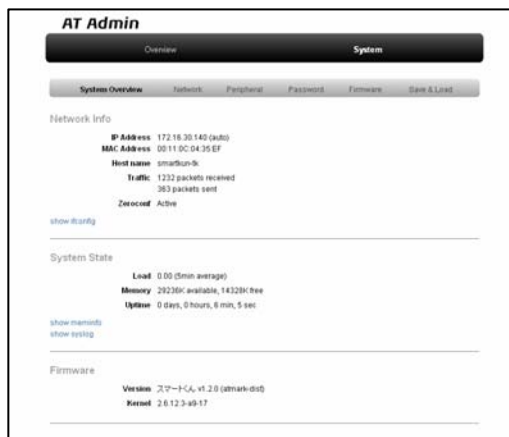 AT Admin
Overview System
System Overview Network Peripheral Password Firmware Save & Load
Network Info
IP Address 172.16.30.140 (auto)
MAC Address 00:11:0C:04:35:EF
Host name smartkun-tk
Traffic 1232 packets received
363 packets sent
Zeroconf Active
show ifconfig
System State
Load 0.00 (5min average)
Memory 29236K available, 14328K free
Uptime 0 days, 0 hours, 6 min, 5 sec
show meminfo
show syslog
Firmware
Version スマートくん v1.2.0 (atmark-dist)
Kernel 2.6.12.3-a9-17